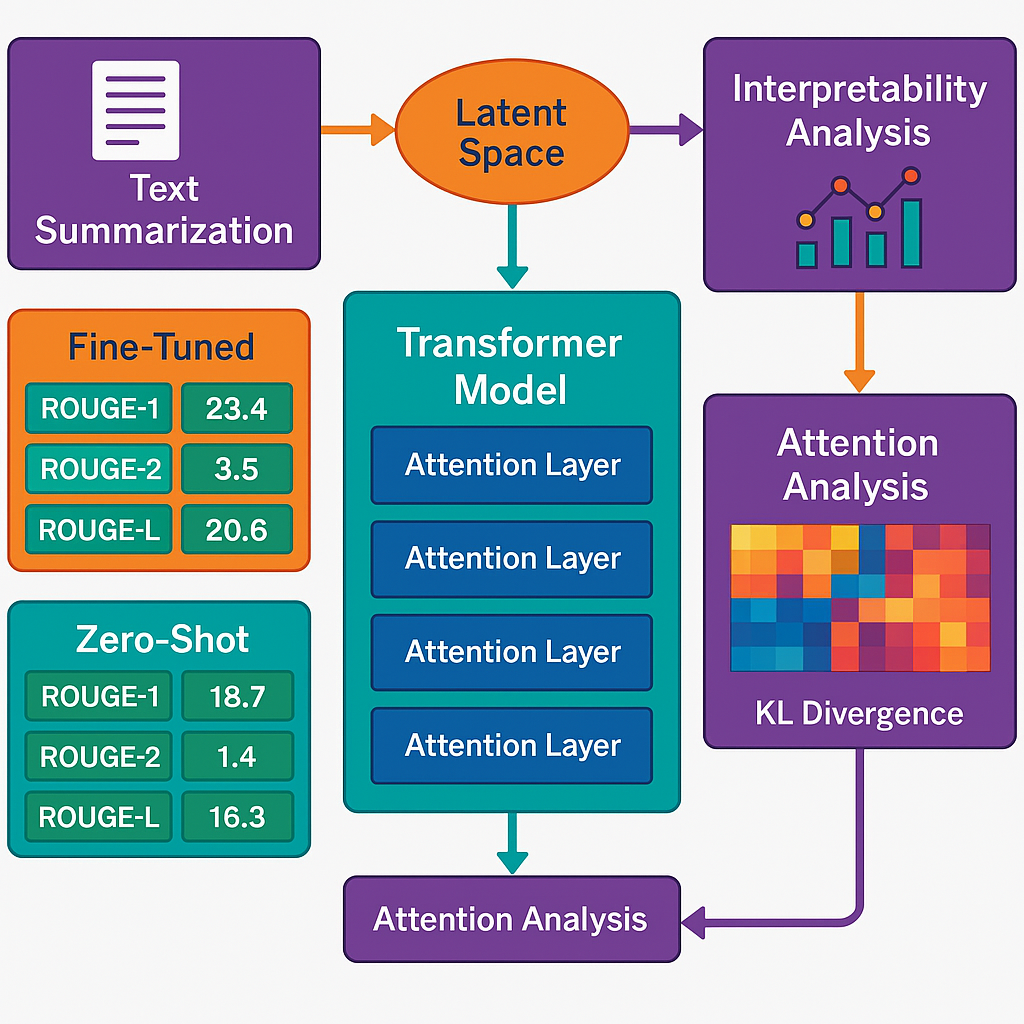 Text
Summarization
Latent
Space
Interpretability
Analysis
Fine-Tuned
ROUGE-1 23.4
ROUGE-2 3.5
ROUGE-L 20.6
Zero-Shot
ROUGE-1 18.7
ROUGE-2 1.4
ROUGE-L 16.3
Transformer
Model
Attention Layer
Attention Layer
Attention Layer
Attention Layer
Attention
Analysis
KL Divergence
Attention Analysis